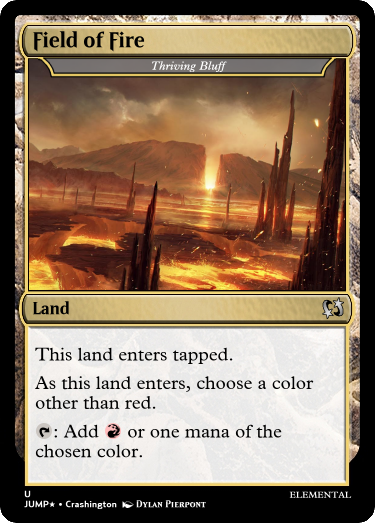 Field of Fire
Thriving Bluff
Land
This land enters tapped.
As this land enters, choose a color
other than red.
: Add or one mana of the
chosen color.
U
JUMP★ • Crashington Dylan Pierpont
ELEMENTAL